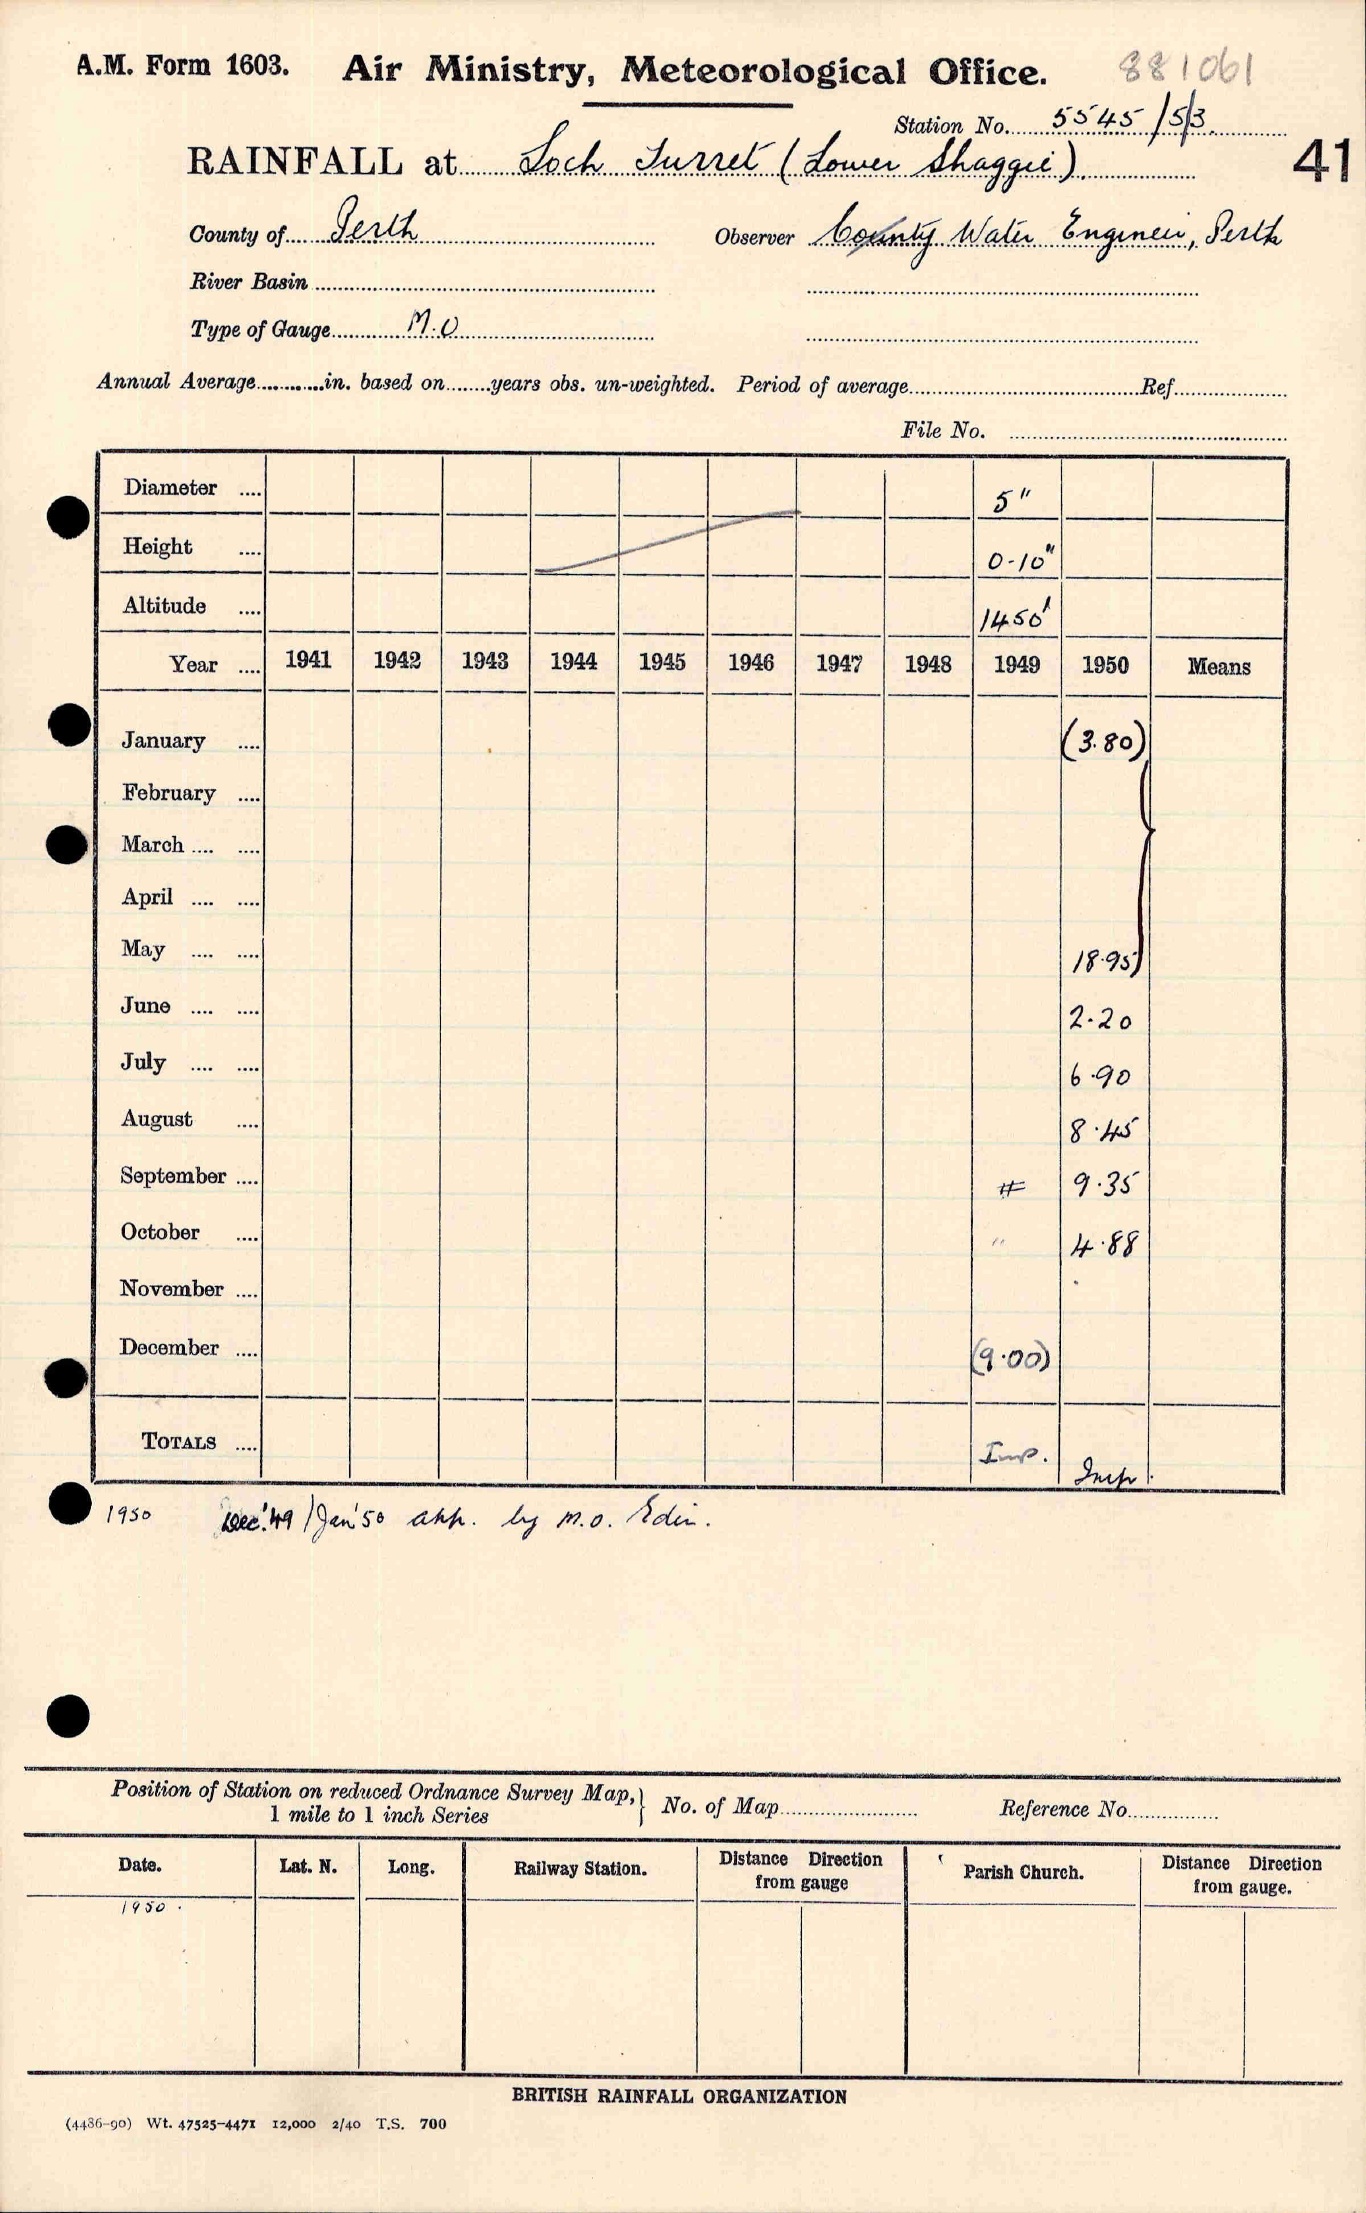 A.M. Form 1603. Air Ministry, Meteorological Office. 881061
Station No. 5545/5/3.
RAINFALL at Loch Turret (Lower Shaggie). 41
County of Perth Observer County Water Engineer, Perth
River Basin
Type of Gauge M.O
Annual Average in. based on years obs. un-weighted. Period of average Ref
File No.
Diameter .... 5"
Height .... 0-10"
Altitude .... 1450'
Year .... 1941 1942 1943 1944 1945 1946 1947 1948 1949 1950 Means
January .... (3.80)
February ....
March .... ....
April .... ....
May .... .... 18.95
June .... .... 2.20
July .... .... 6.90
August .... 8.45
September .... # 9.35
October .... " 4.88
November ....
December .... (9.00)
TOTALS .... Imp. Imp.
1950 Dec.'49/Jan'50 app. by M.O. Edin.
Position of Station on reduced Ordnance Survey Map,} No. of Map Reference No.
1 mile to 1 inch Series
Date. Lat. N. Long. Railway Station. Distance Direction from gauge Parish Church. Distance Direction from gauge.
1950.
BRITISH RAINFALL ORGANIZATION
(4486-90) Wt. 47525-4471 12,000 2/40 T.S. 700